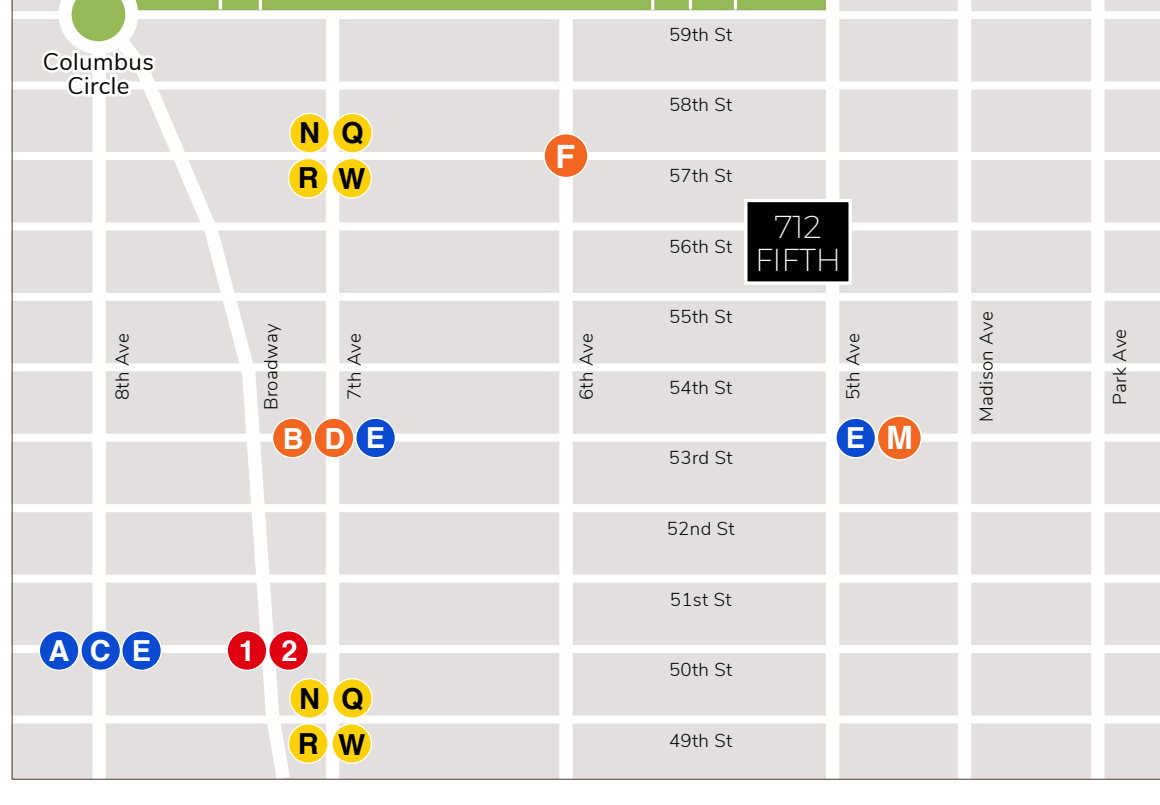 59th St
Columbus
Circle
58th St
N Q
F
R W
57th St
712
FIFTH
56th St
55th St
8th Ave
Broadway
7th Ave
6th Ave
5th Ave
Madison Ave
Park Ave
54th St
B D E
E M
53rd St
52nd St
51st St
A C E
1 2
50th St
N Q
R W
49th St